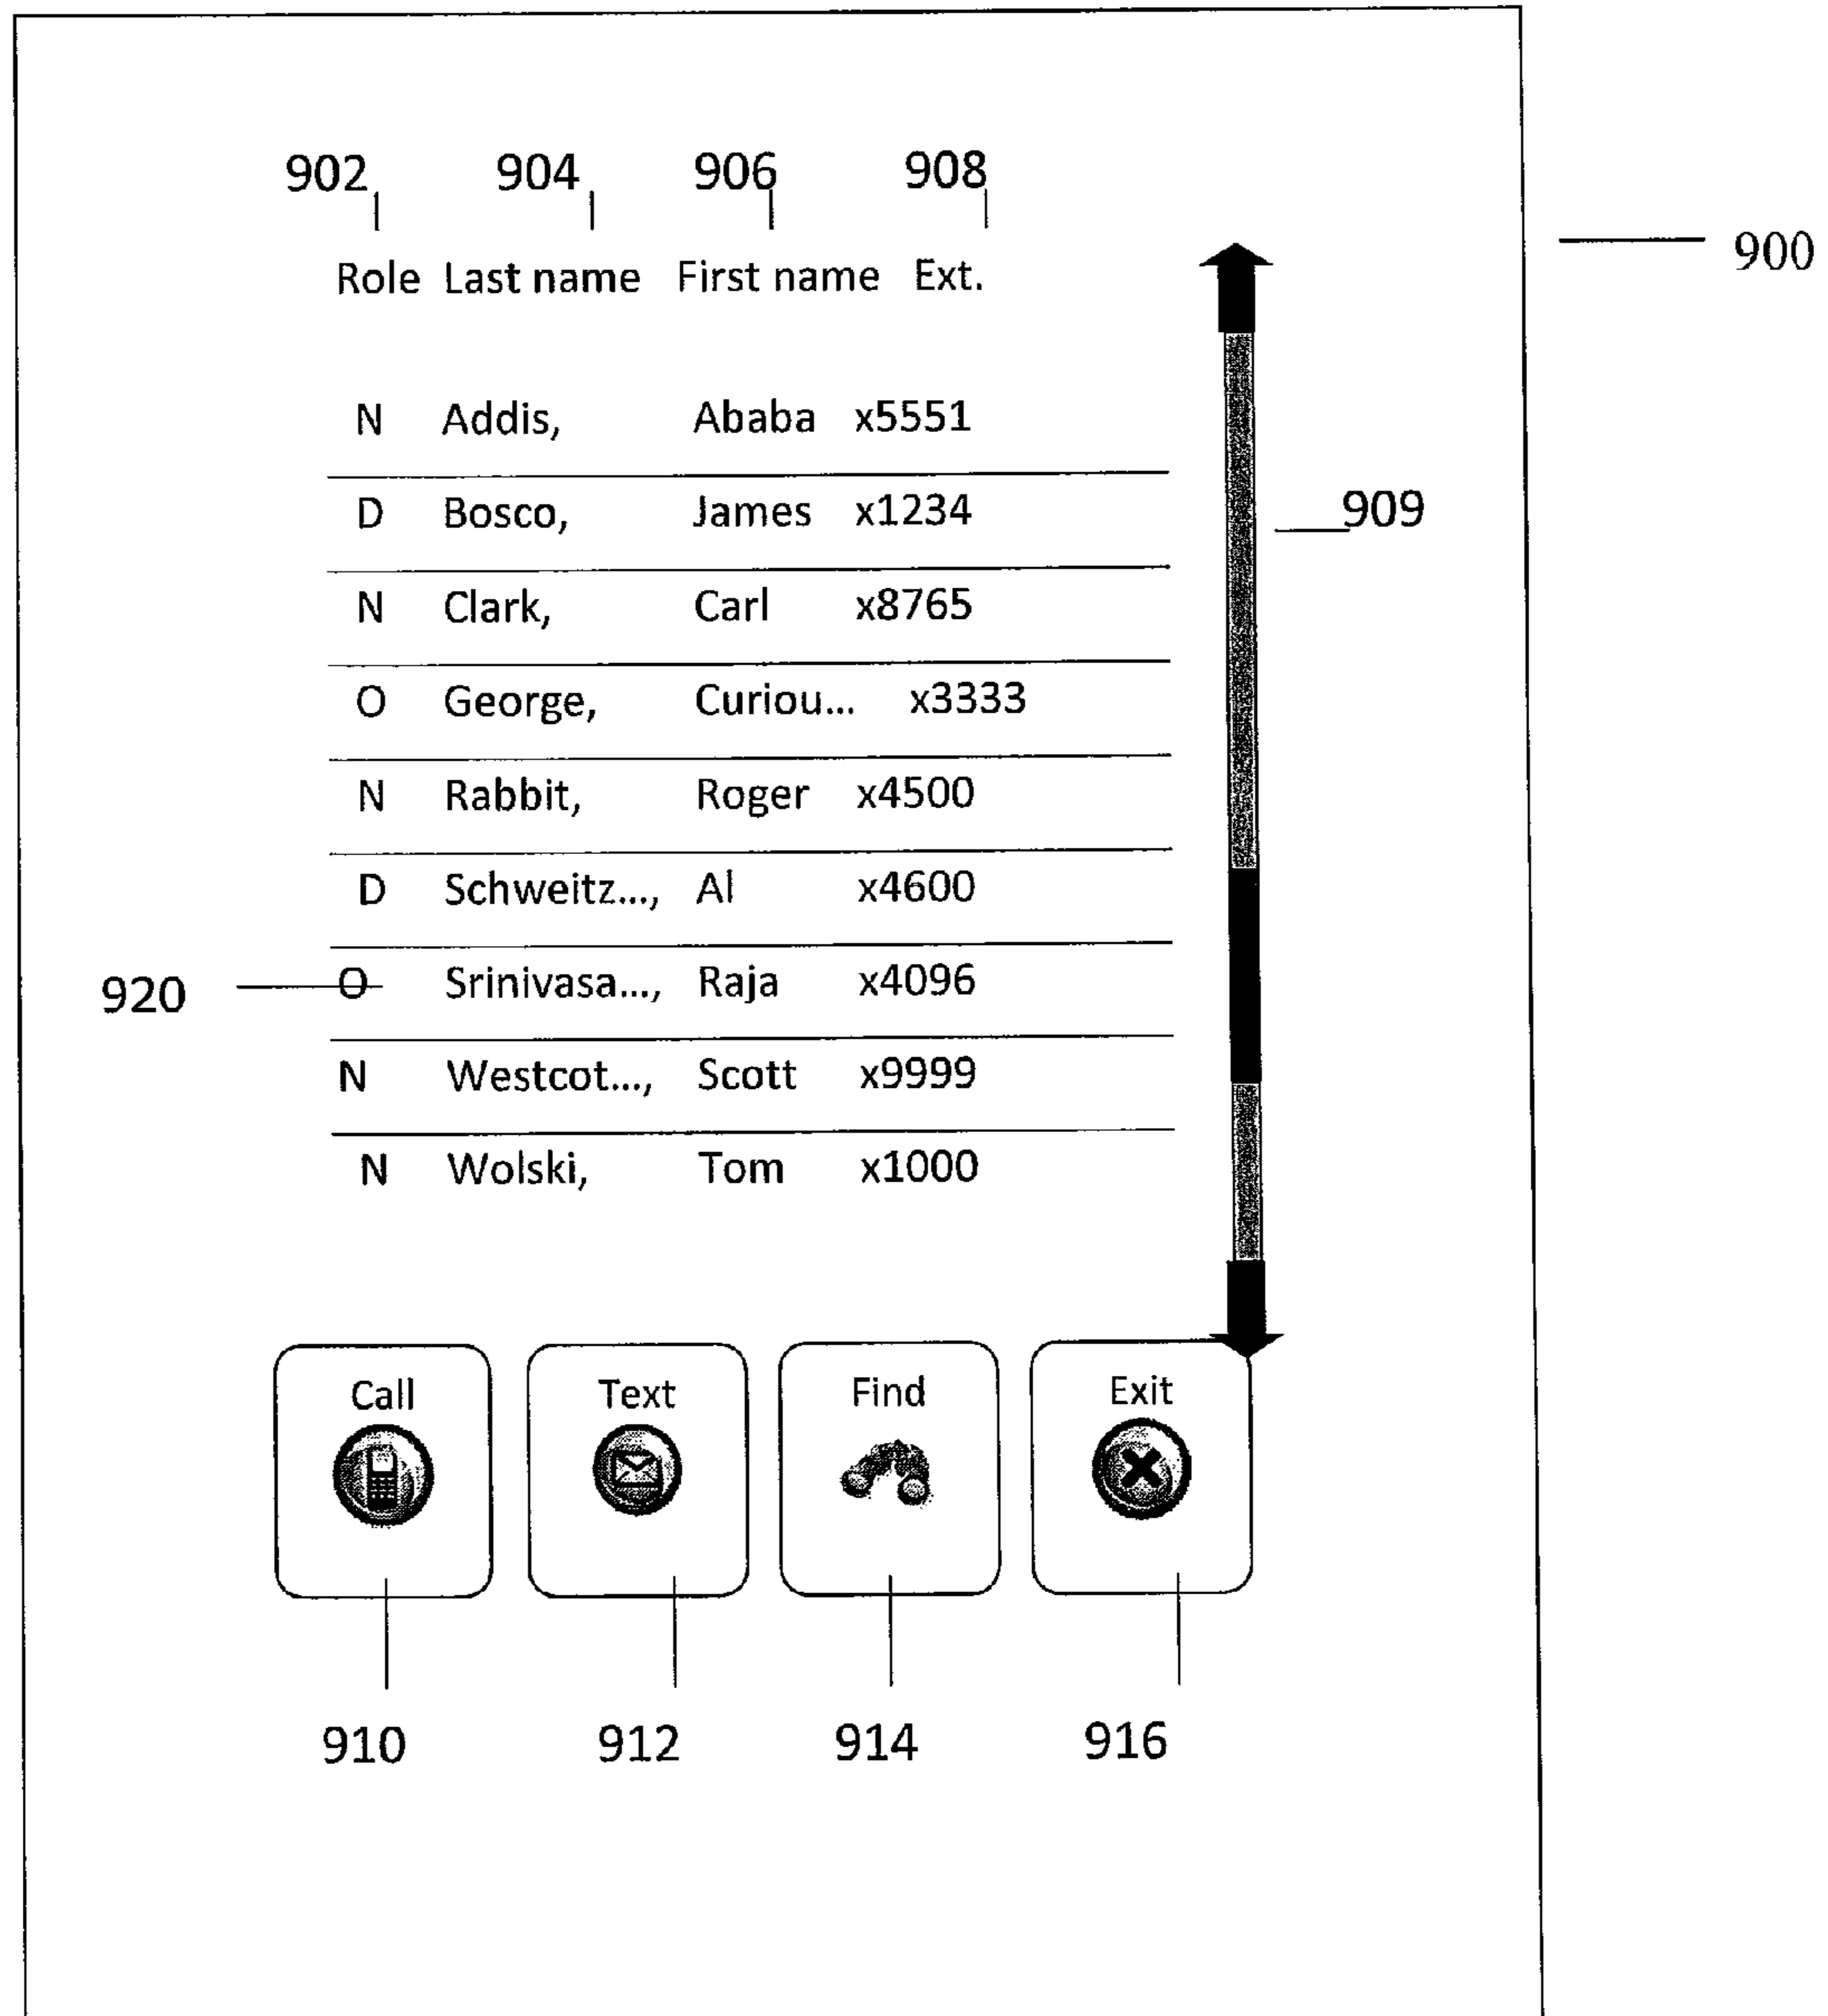 902 904 906 908
900
Role Last name First name Ext.
N Addis, Ababa x5551
D Bosco, James x1234
909
N Clark, Carl x8765
O George, Curiou... x3333
N Rabbit, Roger x4500
D Schweitz..., Al x4600
920 O Srinivasa..., Raja x4096
N Westcot..., Scott x9999
N Wolski, Tom x1000
Call Text Find Exit
910 912 914 916